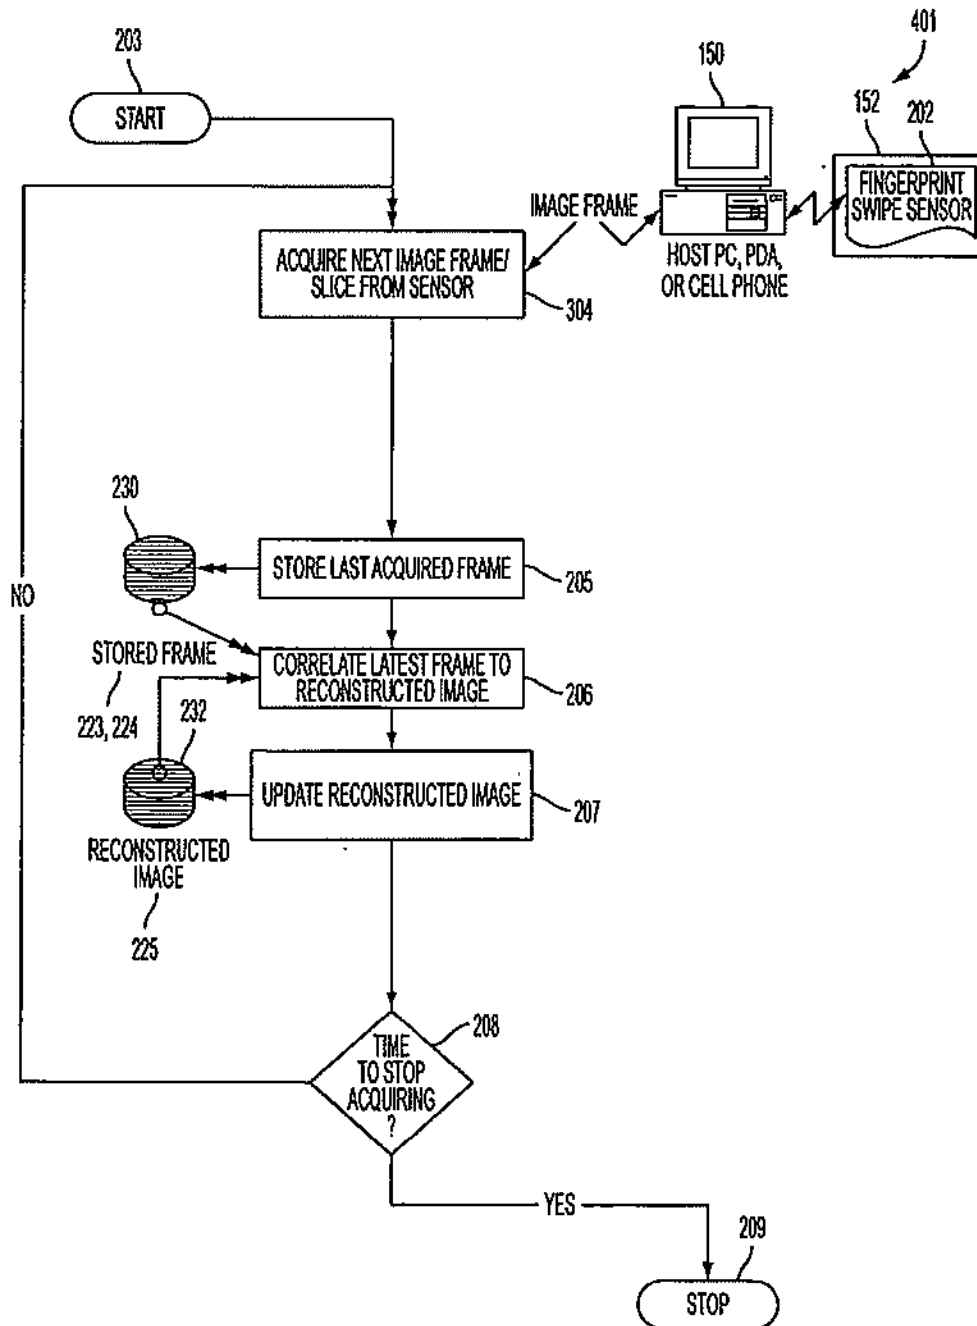 203
START
150
401
152
202
FINGERPRINT
SWIPE SENSOR
IMAGE FRAME
HOST PC, PDA,
OR CELL PHONE
ACQUIRE NEXT IMAGE FRAME/
SLICE FROM SENSOR
304
230
STORE LAST ACQUIRED FRAME
205
NO
STORED FRAME
223, 224
CORRELATE LATEST FRAME TO
RECONSTRUCTED IMAGE
206
232
UPDATE RECONSTRUCTED IMAGE
207
RECONSTRUCTED
IMAGE
225
208
TIME
TO STOP
ACQUIRING
?
YES
209
STOP